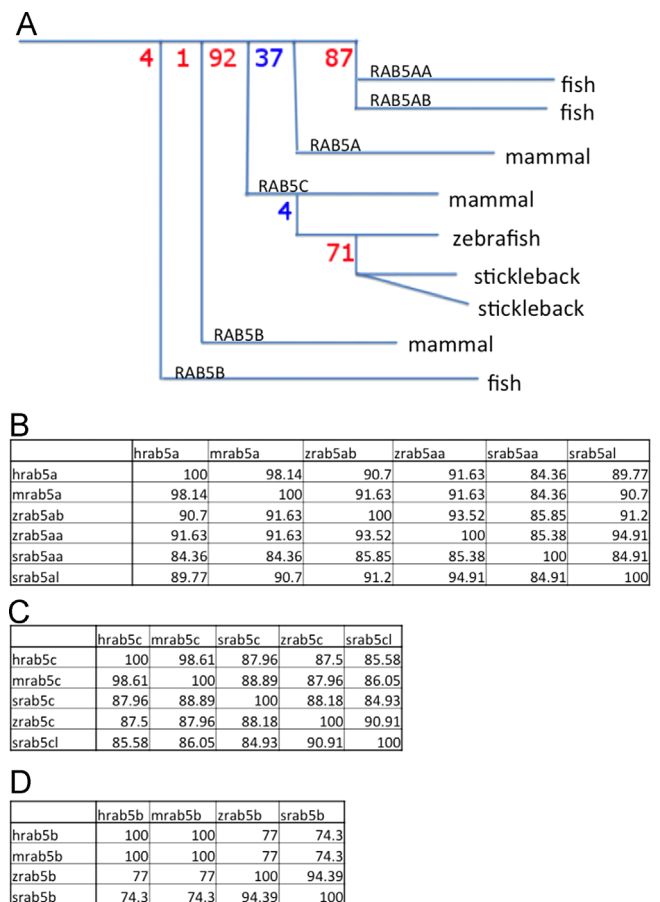 A
4 1 92 37 87
RAB5AA
fish
RAB5AB
fish
RAB5A
mammal
RAB5C
mammal
4
zebrafish
71
stickleback
stickleback
RAB5B
mammal
RAB5B
fish
B
hrab5a mrab5a zrab5ab zrab5aa srab5aa srab5al
hrab5a 100 98.14 90.7 91.63 84.36 89.77
mrab5a 98.14 100 91.63 91.63 84.36 90.7
zrab5ab 90.7 91.63 100 93.52 85.85 91.2
zrab5aa 91.63 91.63 93.52 100 85.38 94.91
srab5aa 84.36 84.36 85.85 85.38 100 84.91
srab5al 89.77 90.7 91.2 94.91 84.91 100
C
hrab5c mrab5c srab5c zrab5c srab5cl
hrab5c 100 98.61 87.96 87.5 85.58
mrab5c 98.61 100 88.89 87.96 86.05
srab5c 87.96 88.89 100 88.18 84.93
zrab5c 87.5 87.96 88.18 100 90.91
srab5cl 85.58 86.05 84.93 90.91 100
D
hrab5b mrab5b zrab5b srab5b
hrab5b 100 100 77 74.3
mrab5b 100 100 77 74.3
zrab5b 77 77 100 94.39
srab5b 74.3 74.3 94.39 100